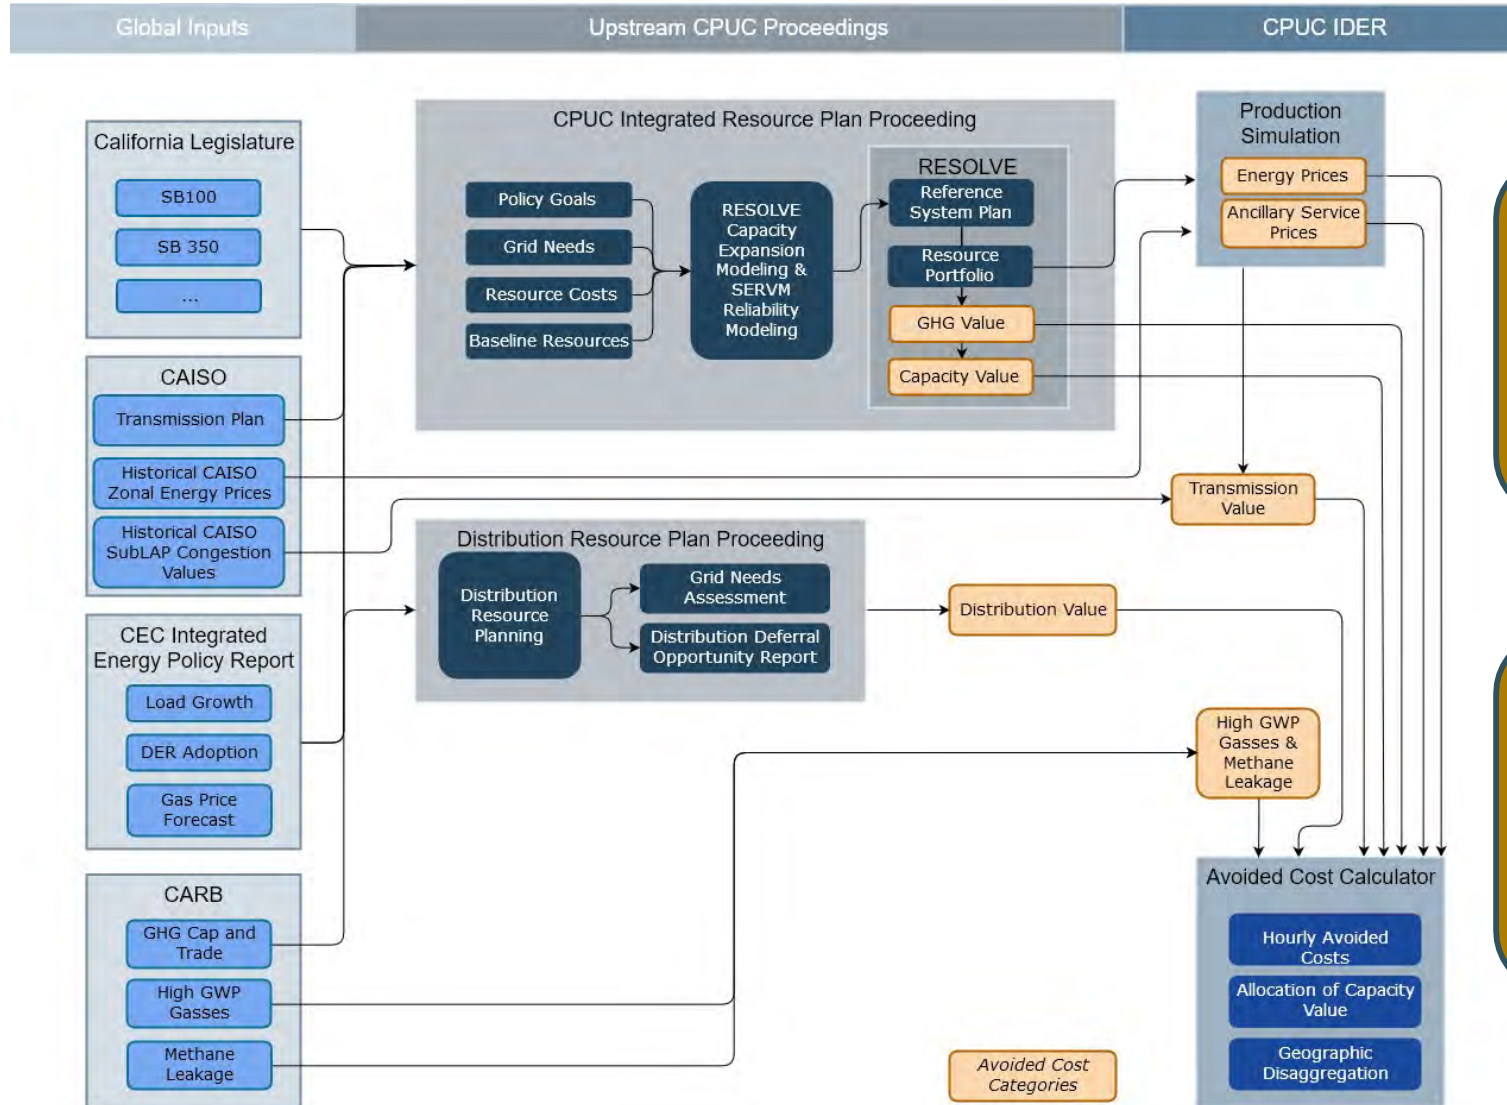 Global Inputs
Upstream CPUC Proceedings
CPUC IDER
California Legislature
SB100
SB 350
...
CAISO
Transmission Plan
Historical CAISO
Zonal Energy Prices
Historical CAISO
SubLAP Congestion
Values
CEC Integrated
Energy Policy Report
Load Growth
DER Adoption
Gas Price
Forecast
CARB
GHG Cap and
Trade
High GWP
Gasses
Methane
Leakage
CPUC Integrated Resource Plan Proceeding
Policy Goals
Grid Needs
Resource Costs
Baseline Resources
RESOLVE
Capacity
Expansion
Modeling &
SERVM
Reliability
Modeling
RESOLVE
Reference
System Plan
Resource
Portfolio
GHG Value
Capacity Value
Distribution Resource Plan Proceeding
Distribution
Resource
Planning
Grid Needs
Assessment
Distribution Deferral
Opportunity Report
Distribution Value
Production
Simulation
Energy Prices
Ancillary Service
Prices
Transmission
Value
High GWP
Gasses &
Methane
Leakage
Avoided Cost Calculator
Hourly Avoided
Costs
Allocation of Capacity
Value
Geographic
Disaggregation
Avoided Cost
Categories